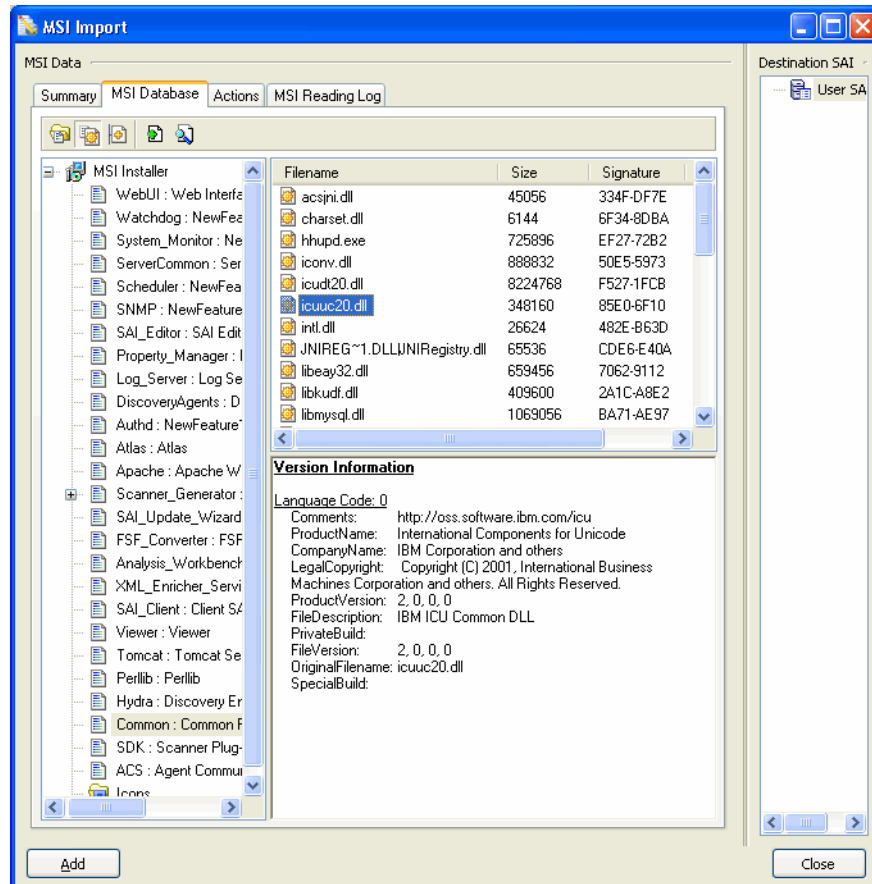 MSI Import
MSI Data
Destination SAI
Summary MSI Database Actions MSI Reading Log
User SA
MSI Installer
WebUI : Web Interfa
Watchdog : NewFea
System_Monitor : Ne
ServerCommon : Ser
Scheduler : NewFea
SNMP : NewFeature
SAI_Editor : SAI Edit
Property_Manager : I
Log_Server : Log Se
DiscoveryAgents : D
Authd : NewFeature
Atlas : Atlas
Apache : Apache W
Scanner_Generator :
SAI_Update_Wizard
FSF_Converter : FSF
Analysis_Workbench
XML_Enricher_Servi
SAI_Client : Client SA
Viewer : Viewer
Tomcat : Tomcat Se
Perllib : Perllib
Hydra : Discovery Er
Common : Common F
SDK : Scanner Plug-
ACS : Agent Commun
Icons
Filename Size Signature
acsjni.dll 45056 334F-DF7E
charset.dll 6144 6F34-8DBA
hhupd.exe 725896 EF27-72B2
iconv.dll 888832 50E5-5973
icudt20.dll 8224768 F527-1FCB
icuuc20.dll 348160 85E0-6F10
intl.dll 26624 482E-B63D
JNIREG~1.DLL|JNIRegistry.dll 65536 CDE6-E40A
libeay32.dll 659456 7062-9112
libkudf.dll 409600 2A1C-A8E2
libmysql.dll 1069056 BA71-AE97
Version Information
Language Code: 0
Comments: http://oss.software.ibm.com/icu
ProductName: International Components for Unicode
CompanyName: IBM Corporation and others
LegalCopyright: Copyright (C) 2001, International Business
Machines Corporation and others. All Rights Reserved.
ProductVersion: 2, 0, 0, 0
FileDescription: IBM ICU Common DLL
PrivateBuild:
FileVersion: 2, 0, 0, 0
OriginalFilename: icuuc20.dll
SpecialBuild:
Add
Close